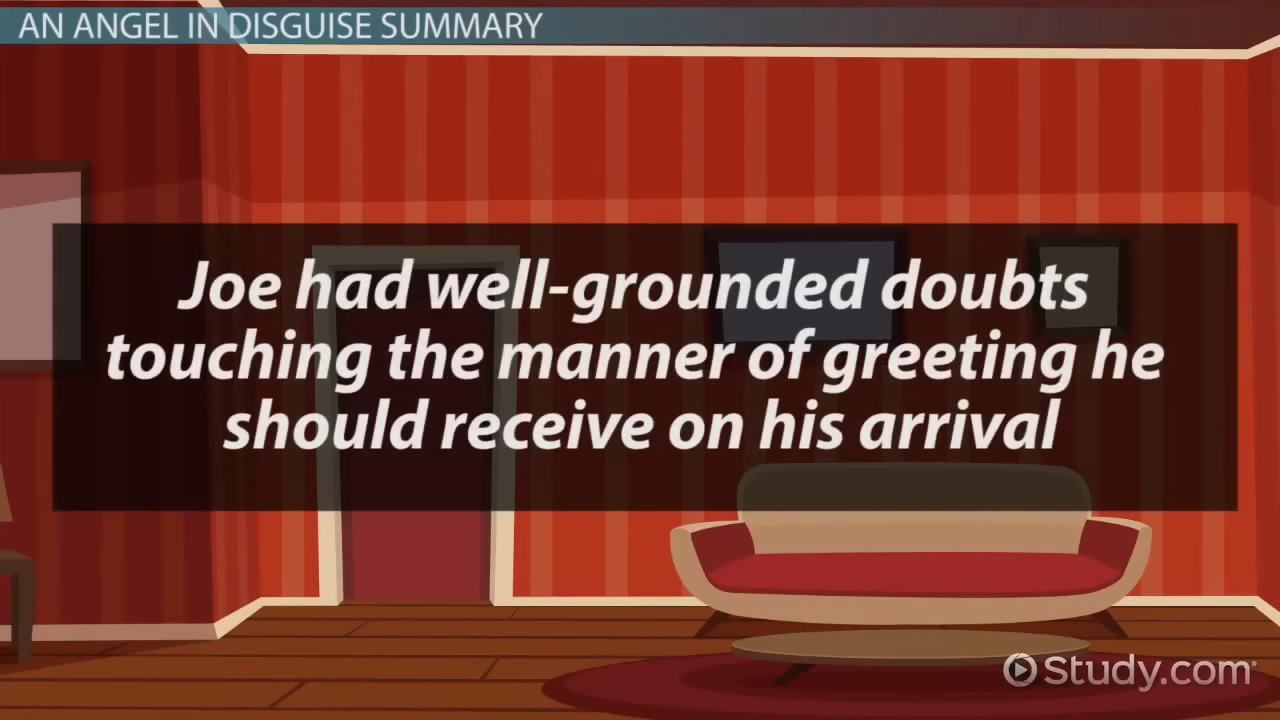 AN ANGEL IN DISGUISE SUMMARY
Joe had well-grounded doubts
touching the manner of greeting he
should receive on his arrival
Study.com